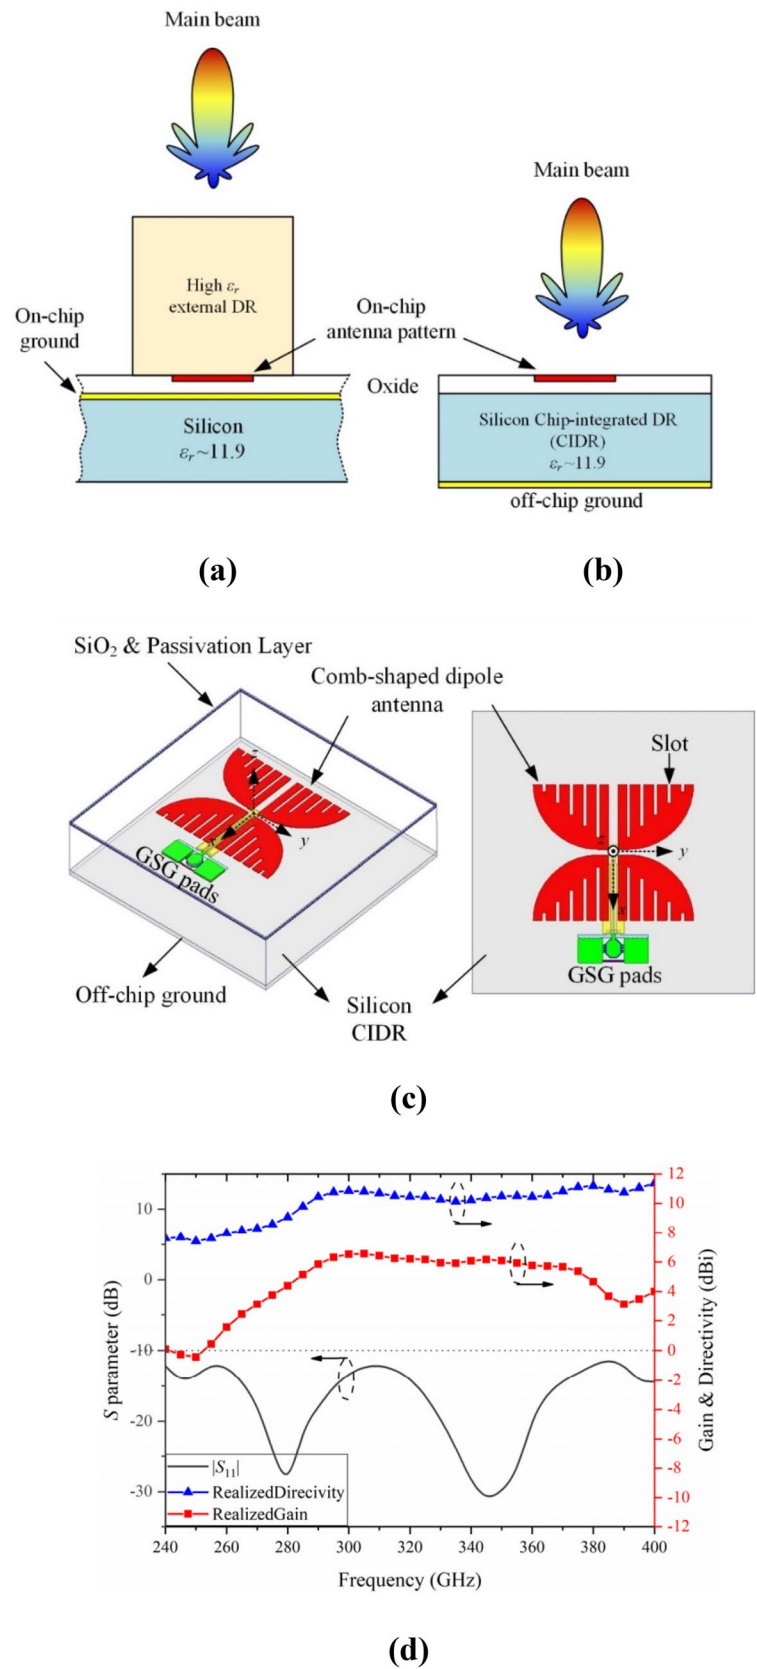 Main beam
High εr
external DR
On-chip
ground
On-chip
antenna pattern
Oxide
Silicon
εr~11.9
(a)
Main beam
Silicon Chip-integrated DR
(CIDR)
εr~11.9
off-chip ground
(b)
SiO2 & Passivation Layer
Comb-shaped dipole
antenna
z
x
y
GSG pads
Off-chip ground
Silicon
CIDR
Slot
z
y
x
GSG pads
(c)
10
0
-10
-20
-30
S parameter (dB)
12
10
8
6
4
2
0
-2
-4
-6
-8
-10
-12
Gain & Directivity (dBi)
|S11|
RealizedDirecivity
RealizedGain
240 260 280 300 320 340 360 380 400
Frequency (GHz)
(d)